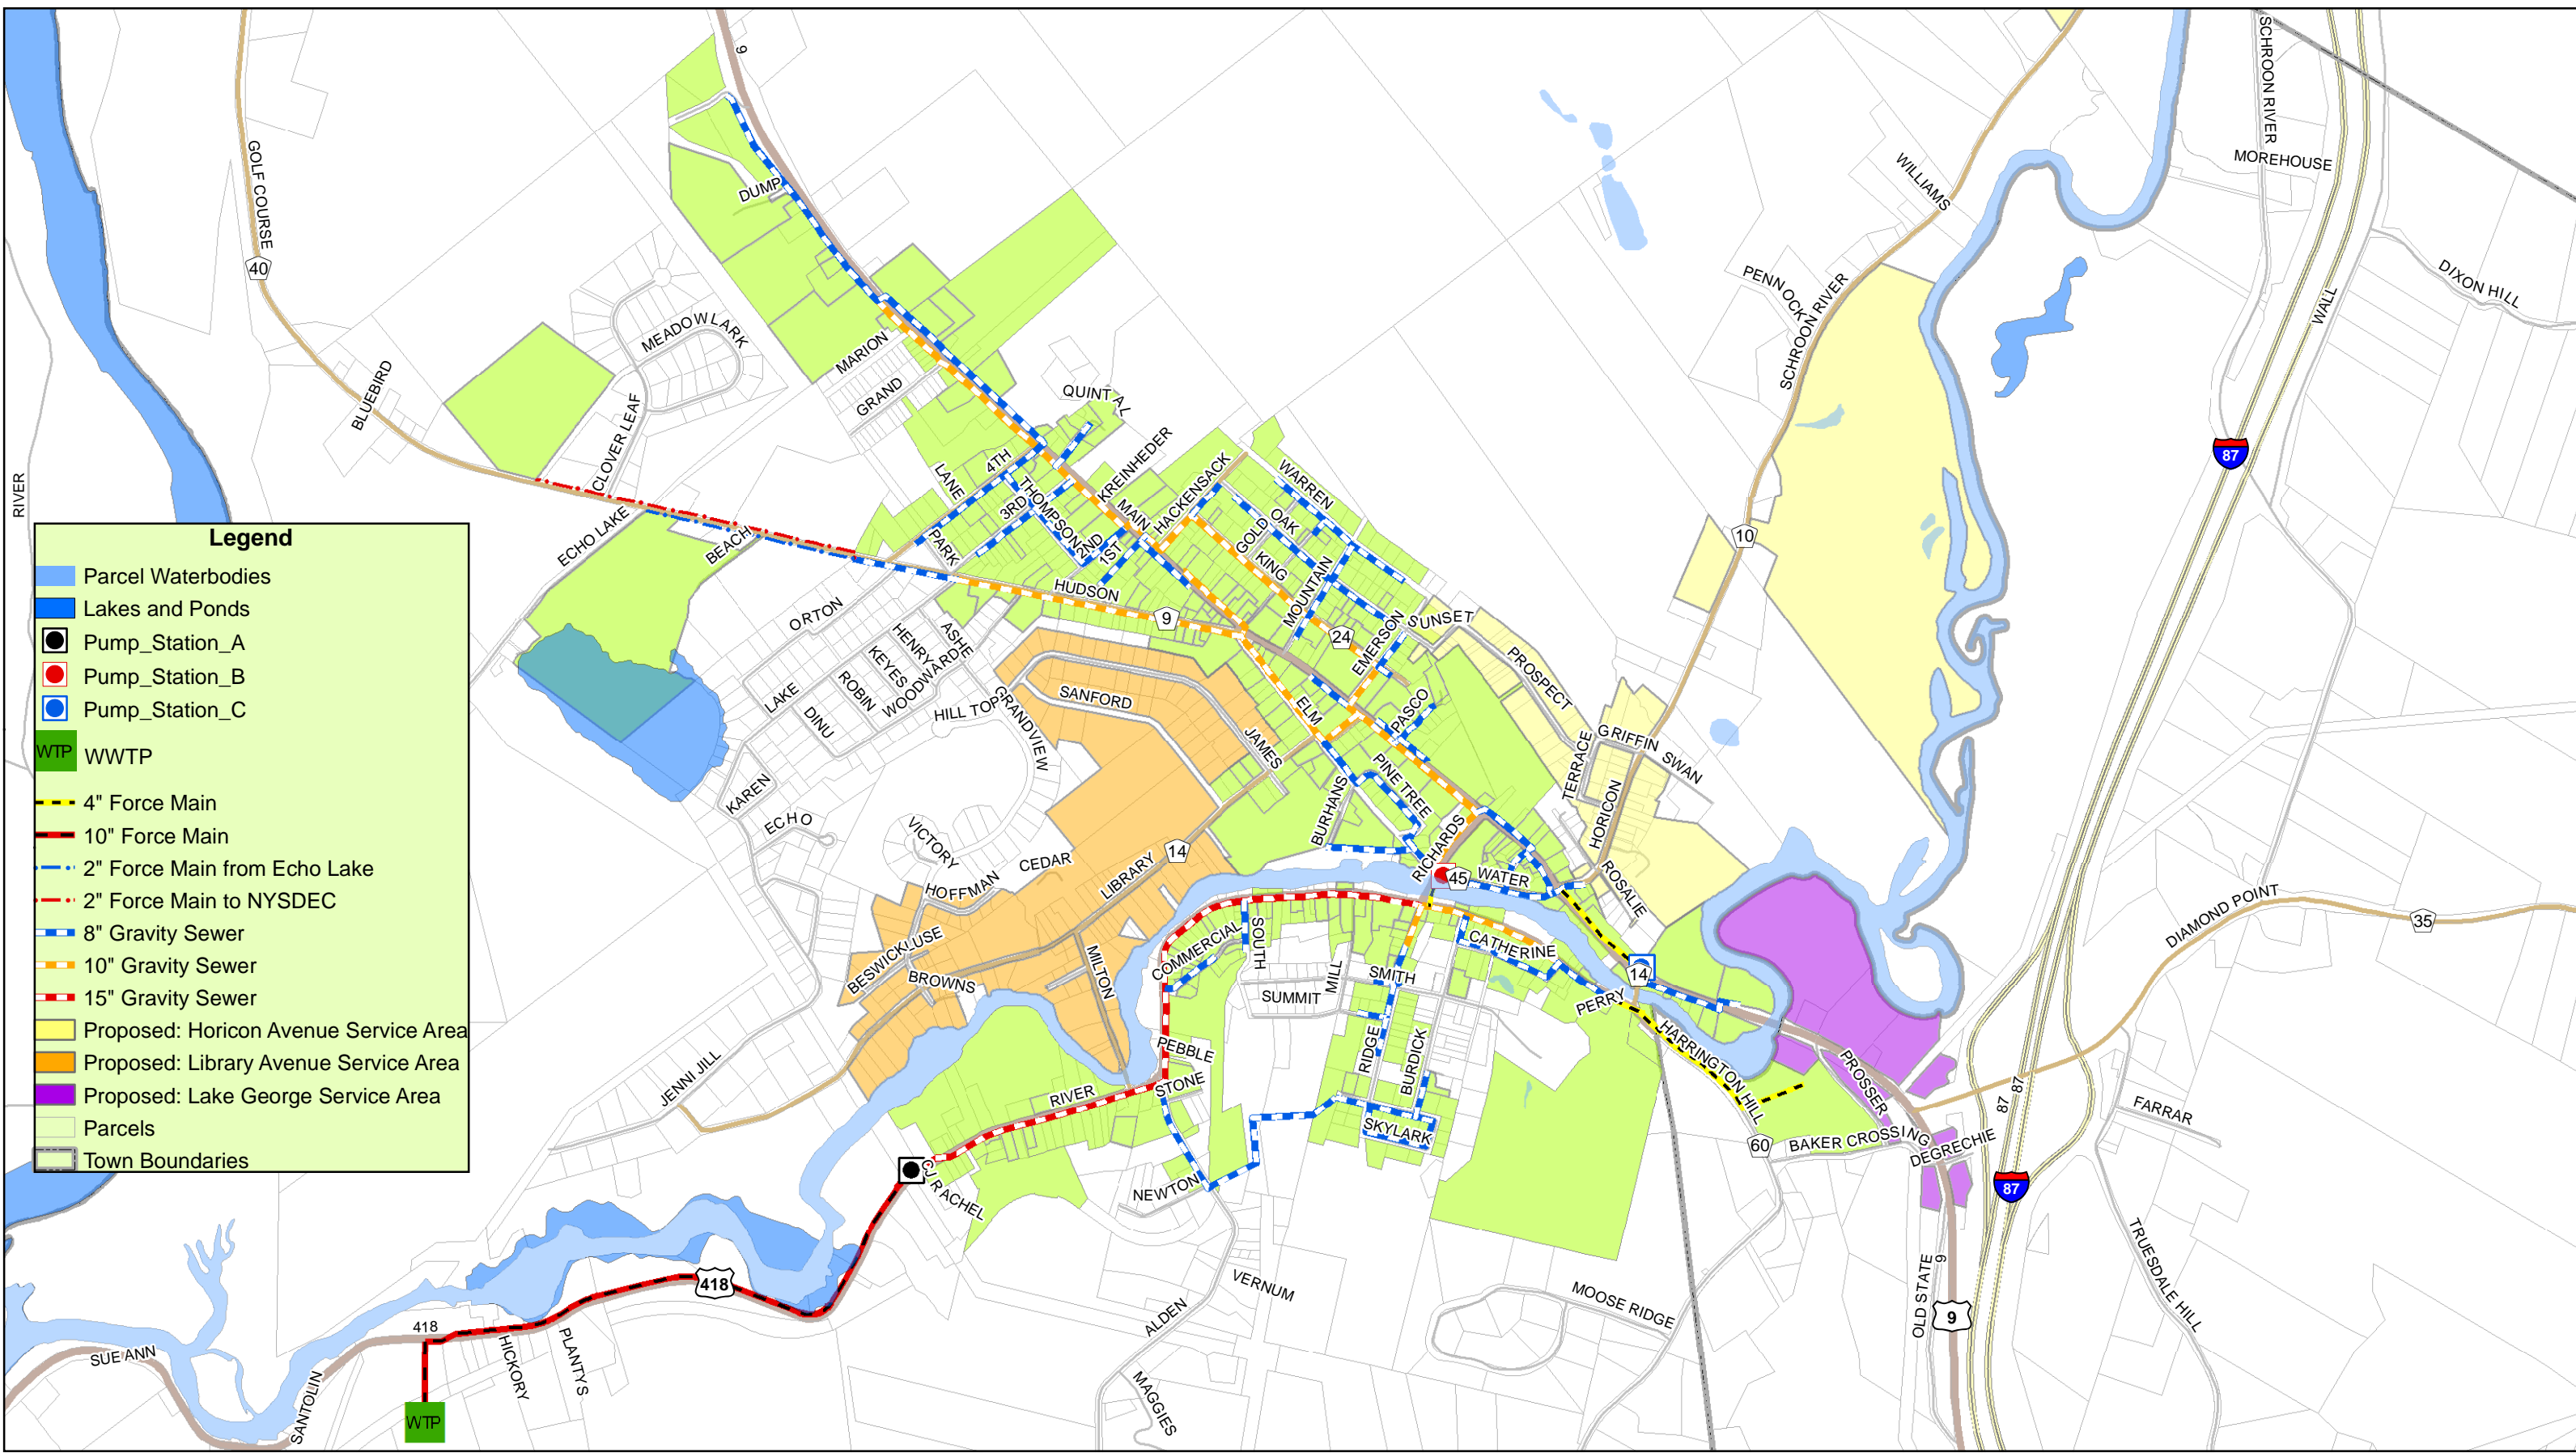 9
SCHROON RIVER
MOREHOUSE
GOLF COURSE
WILLIAMS
DUMP
40
PENNOCK
DIXON HILL
SCHROON RIVER
WALL
MEADOWLARK
MARION
BLUEBIRD
GRAND
QUINTAL
CLOVER LEAF
KREINHEDER
87
4TH
LANE
HACKENSACK
WARREN
RIVER
THOMPSON
3RD
MAIN
OAK
GOLD
ECHO LAKE
BEACH
PARK
2ND
1ST
KING
10
HUDSON
MOUNTAIN
ORTON
9
24
SUNSET
HENRY
ASHE
EMERSON
KEYES
WOODWARD
ROBIN
PROSPECT
LAKE
DINU
HILL TOP
GRANDVIEW
SANFORD
ELM
PASCO
JAMES
GRIFFIN
SWAN
TERRACE
PINE TREE
KAREN
ECHO
BURHANS
HORICON
VICTORY
CEDAR
LIBRARY
14
RICHARDS
HOFFMAN
45
WATER
ROSALIE
DIAMOND POINT
35
BESWICK
LUSE
BROWNS
MILTON
COMMERCIAL
SOUTH
CATHERINE
14
MILL
SMITH
SUMMIT
PERRY
PEBBLE
STONE
RIDGE
BURDICK
HARRINGTON HILL
PROSSER
JENNI JILL
RIVER
87
87
FARRAR
SKYLARK
60
BAKER CROSSING
DEGRECHIE
CJ
RACHEL
NEWTON
87
VERNUM
MOOSE RIDGE
OLD STATE
9
TRUESDALE HILL
418
ALDEN
9
418
HICKORY
PLANTYS
SUE ANN
SANTOLIN
MAGGIES
WTP
Legend
Parcel Waterbodies
Lakes and Ponds
Pump_Station_A
Pump_Station_B
Pump_Station_C
WTP WWTP
4" Force Main
10" Force Main
2" Force Main from Echo Lake
2" Force Main to NYSDEC
8" Gravity Sewer
10" Gravity Sewer
15" Gravity Sewer
Proposed: Horicon Avenue Service Area
Proposed: Library Avenue Service Area
Proposed: Lake George Service Area
Parcels
Town Boundaries